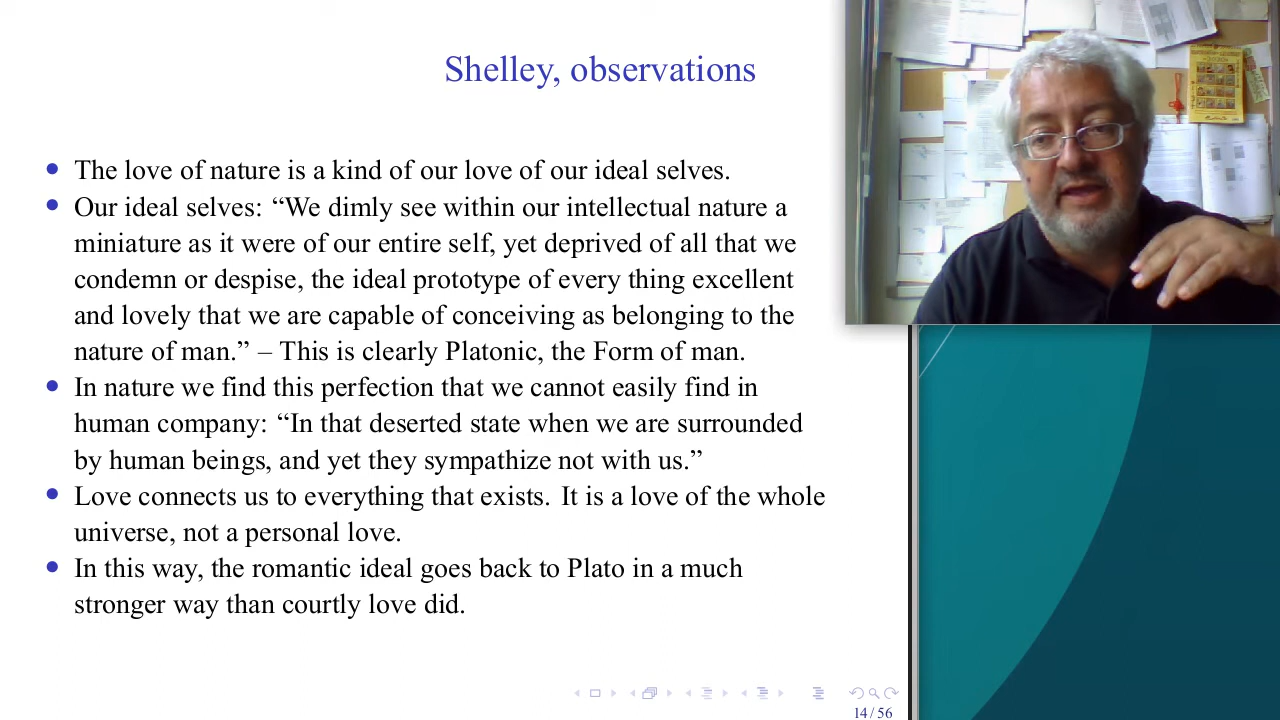 Shelley, observations
The love of nature is a kind of our love of our ideal selves.
Our ideal selves: “We dimly see within our intellectual nature a
miniature as it were of our entire self, yet deprived of all that we
condemn or despise, the ideal prototype of every thing excellent
and lovely that we are capable of conceiving as belonging to the
nature of man.” – This is clearly Platonic, the Form of man.
In nature we find this perfection that we cannot easily find in
human company: “In that deserted state when we are surrounded
by human beings, and yet they sympathize not with us.”
Love connects us to everything that exists. It is a love of the whole
universe, not a personal love.
In this way, the romantic ideal goes back to Plato in a much
stronger way than courtly love did.
14 / 56